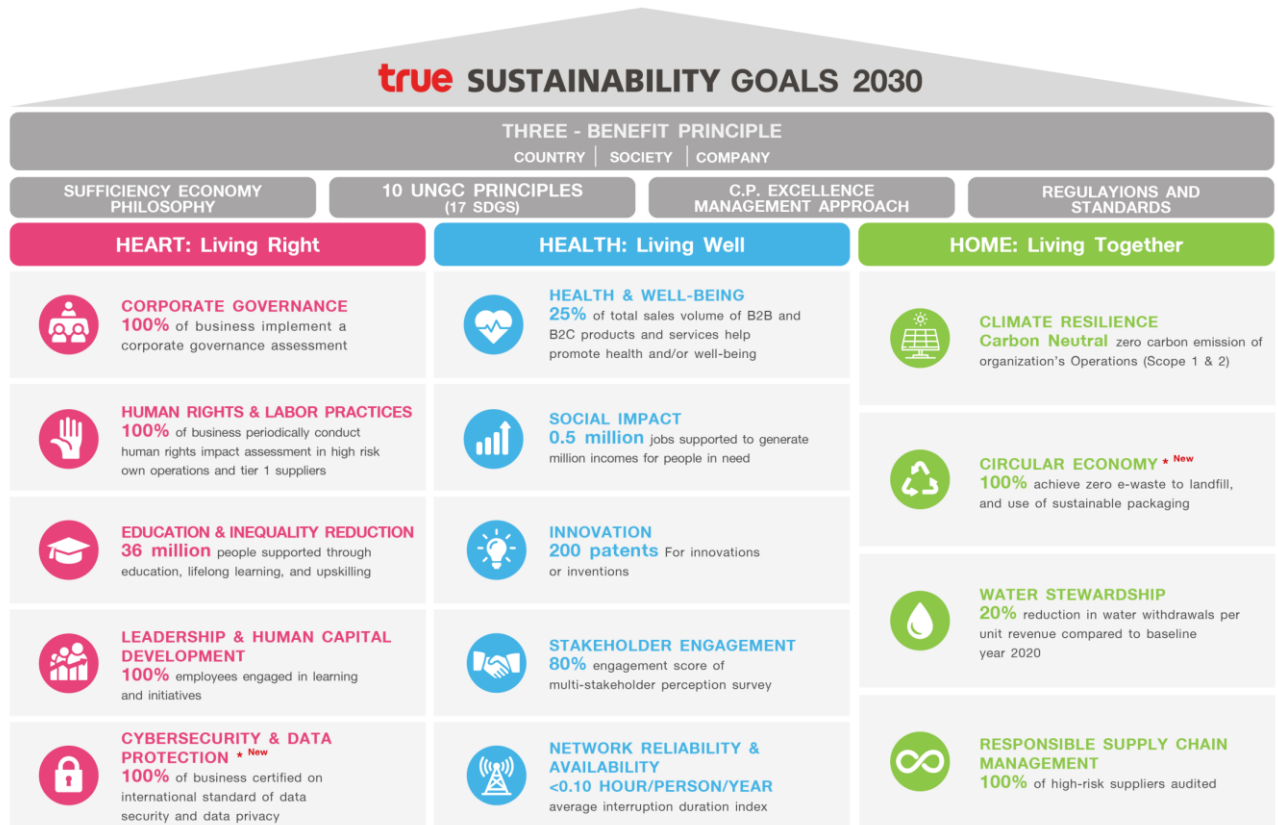 true SUSTAINABILITY GOALS 2030
THREE - BENEFIT PRINCIPLE
COUNTRY | SOCIETY | COMPANY
SUFFICIENCY ECONOMY
PHILOSOPHY
10 UNGC PRINCIPLES
(17 SDGS)
C.P. EXCELLENCE
MANAGEMENT APPROACH
REGULAYIONS AND
STANDARDS
HEART: Living Right
CORPORATE GOVERNANCE
100% of business implement a
corporate governance assessment
HUMAN RIGHTS & LABOR PRACTICES
100% of business periodically conduct
human rights impact assessment in high risk
own operations and tier 1 suppliers
EDUCATION & INEQUALITY REDUCTION
36 million people supported through
education, lifelong learning, and upskilling
LEADERSHIP & HUMAN CAPITAL
DEVELOPMENT
100% employees engaged in learning
and initiatives
CYBERSECURITY & DATA
PROTECTION * New
100% of business certified on
international standard of data
security and data privacy
HEALTH: Living Well
HEALTH & WELL-BEING
25% of total sales volume of B2B and
B2C products and services help
promote health and/or well-being
SOCIAL IMPACT
0.5 million jobs supported to generate
million incomes for people in need
INNOVATION
200 patents For innovations
or inventions
STAKEHOLDER ENGAGEMENT
80% engagement score of
multi-stakeholder perception survey
NETWORK RELIABILITY &
AVAILABILITY
<0.10 HOUR/PERSON/YEAR
average interruption duration index
HOME: Living Together
CLIMATE RESILIENCE
Carbon Neutral zero carbon emission of
organization's Operations (Scope 1 & 2)
CIRCULAR ECONOMY * New
100% achieve zero e-waste to landfill,
and use of sustainable packaging
WATER STEWARDSHIP
20% reduction in water withdrawals per
unit revenue compared to baseline
year 2020
RESPONSIBLE SUPPLY CHAIN
MANAGEMENT
100% of high-risk suppliers audited